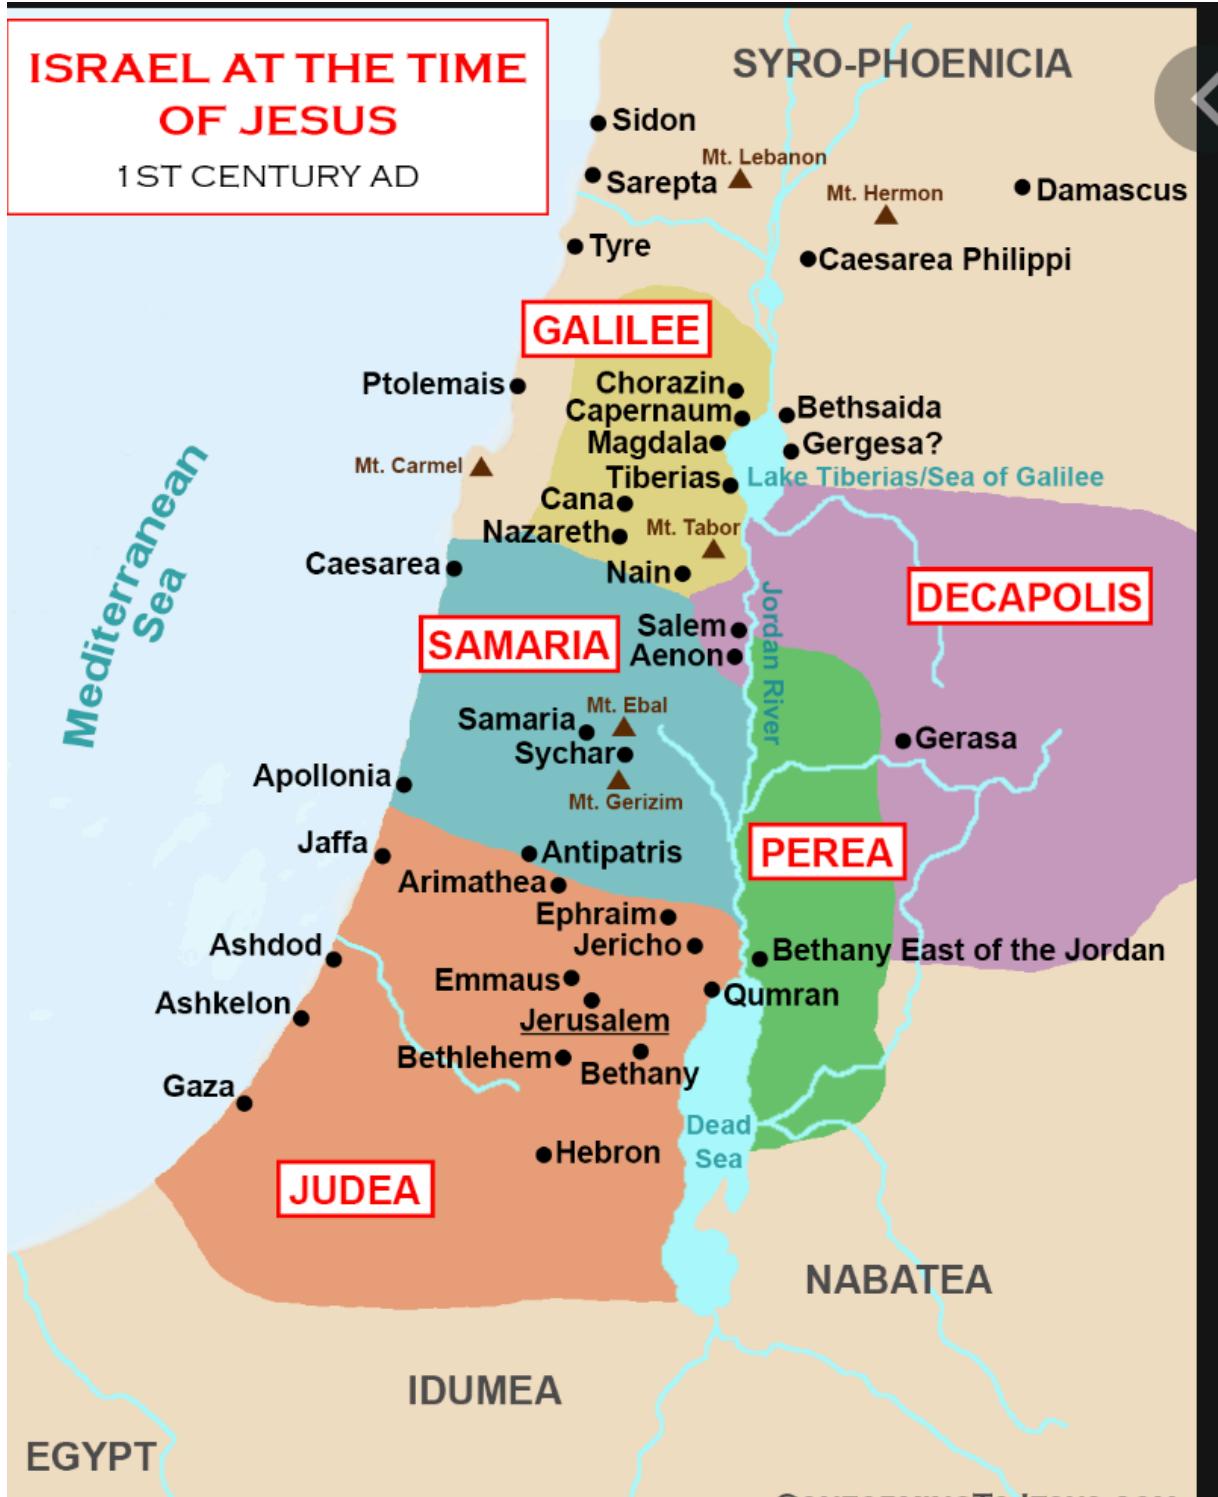 ISRAEL AT THE TIME
OF JESUS
1ST CENTURY AD
SYRO-PHOENICIA
Sidon
Mt. Lebanon
Sarepta
Mt. Hermon
Damascus
Tyre
Caesarea Philippi
GALILEE
Ptolemais
Chorazin
Capernaum
Bethsaida
Magdala
Gergesa?
Mt. Carmel
Tiberias
Lake Tiberias/Sea of Galilee
Cana
Nazareth
Mt. Tabor
Mediterranean
Sea
Caesarea
Nain
Jordan River
DECAPOLIS
SAMARIA
Salem
Aenon
Mt. Ebal
Samaria
Sychar
Gerasa
Apollonia
Mt. Gerizim
Jaffa
Antipatris
PEREA
Arimathea
Ephraim
Jericho
Ashdod
Bethany East of the Jordan
Emmaus
Qumran
Ashkelon
Jerusalem
Bethlehem
Bethany
Gaza
Dead
Sea
Hebron
JUDEA
NABATEA
IDUMEA
EGYPT